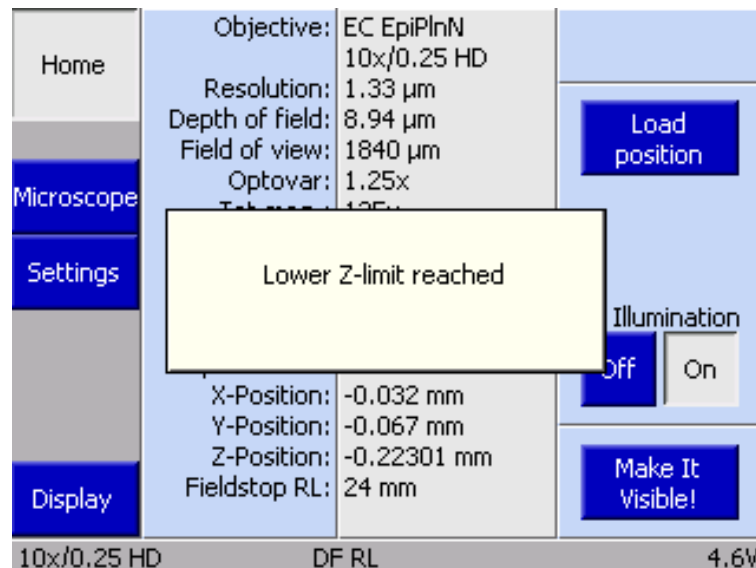 Home
Microscope
Settings
Display
Objective: EC EpiPlnN
10x/0.25 HD
Resolution: 1.33 µm
Depth of field: 8.94 µm
Field of view: 1840 µm
Optovar: 1.25x
Lower Z-limit reached
X-Position: -0.032 mm
Y-Position: -0.067 mm
Z-Position: -0.22301 mm
Fieldstop RL: 24 mm
Load
position
Illumination
Off On
Make It
Visible!
10x/0.25 HD DF RL 4.6V